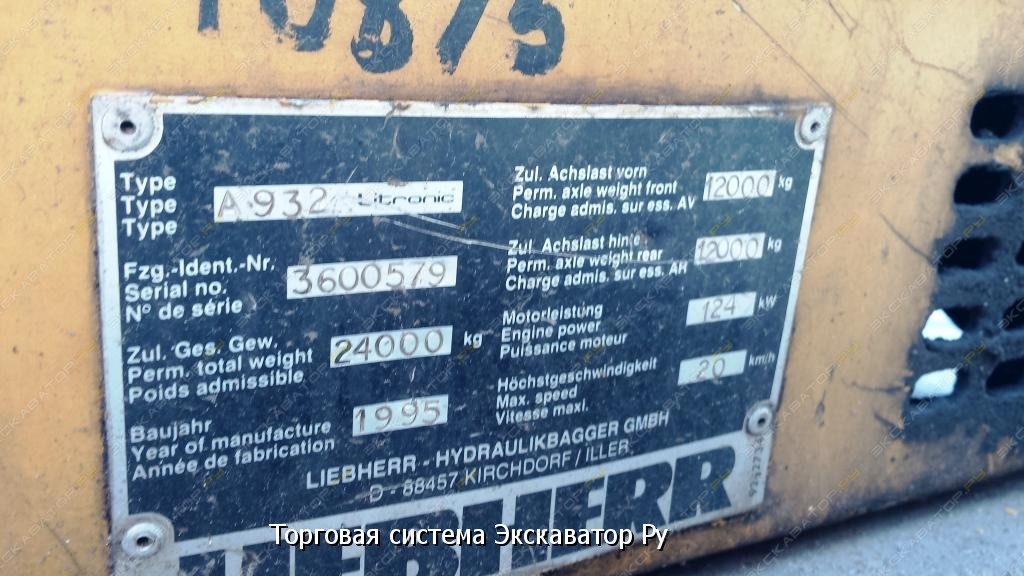 10875
Type
Type
Type
A932 Litronic
Fzg.-Ident.-Nr.
Serial no.
N° de série
3600579
Zul. Ges. Gew.
Perm. total weight
Poids admissible
24000 kg
Baujahr
Year of manufacture
Année de fabrication
1995
Zul. Achslast vorn
Perm. axle weight front
Charge admis. sur ess. AV
12000 kg
Zul. Achslast hinten
Perm. axle weight rear
Charge admis. sur ess. AR
12000 kg
Motorleistung
Engine power
Puissance moteur
124 kW
Höchstgeschwindigkeit
Max. speed
Vitesse maxi.
20 km/h
LIEBHERR - HYDRAULIKBAGGER GMBH
D - 88457 KIRCHDORF / ILLER
LIEBHERR
Торговая система Экскаватор Ру